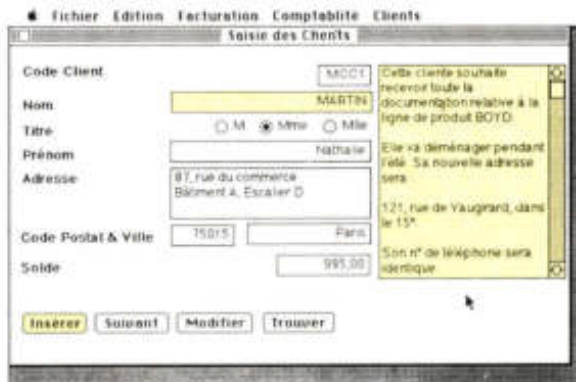 Fichier Edition Facturation Comptablité Clients
Saisie des Clients
Code Client MCC1
Nom MARTIN
Titre M. Mme Mlle
Prénom Nathalie
Adresse 87, rue du commerce
Bâtiment A, Escalier D
Code Postal & Ville 75015 Paris
Solde 995,00
Cette cliente souhaite
recevoir toute la
documentation relative à la
ligne de produit BOYD.
Elle va déménager pendant
l'été. Sa nouvelle adresse
sera
121, rue de Vaugirard, dans
le 15°.
Son n° de téléphone sera
identique
Insérer Suivant Modifier Trouver